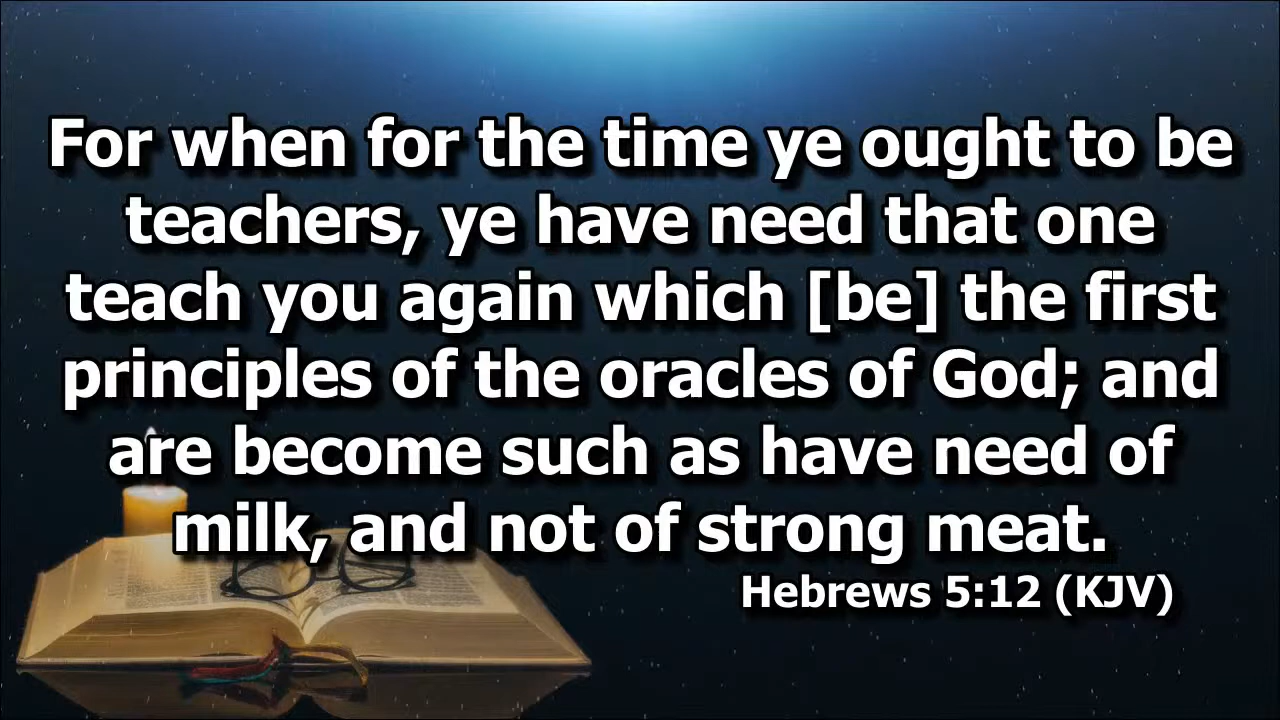 For when for the time ye ought to be
teachers, ye have need that one
teach you again which [be] the first
principles of the oracles of God; and
are become such as have need of
milk, and not of strong meat.
Hebrews 5:12 (KJV)